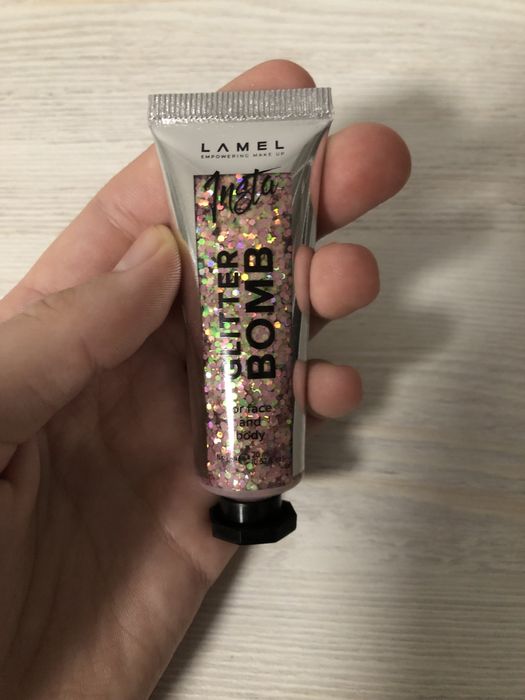 LAMEL
EMPOWERING MAKE UP
Insta
GLITTER
BOMB
for face
and
body